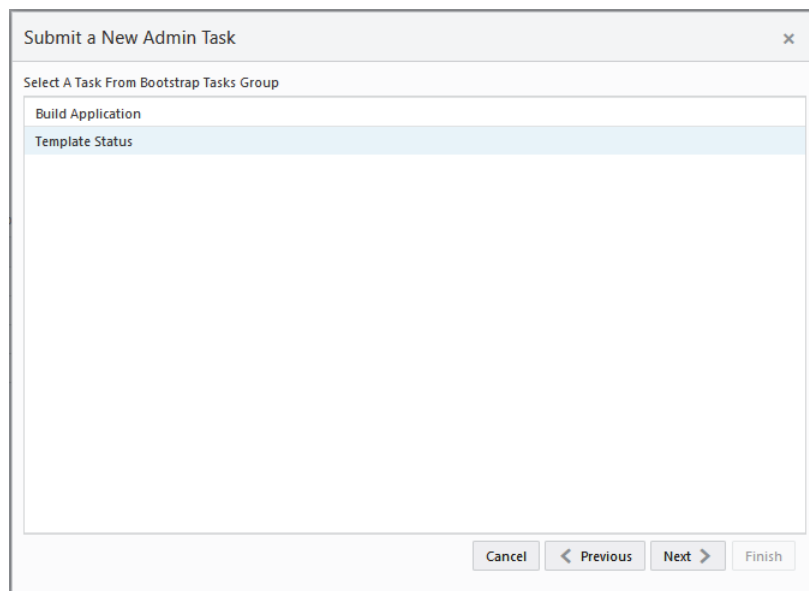 Submit a New Admin Task
Select A Task From Bootstrap Tasks Group
Build Application
Template Status
Cancel
Previous
Next
Finish